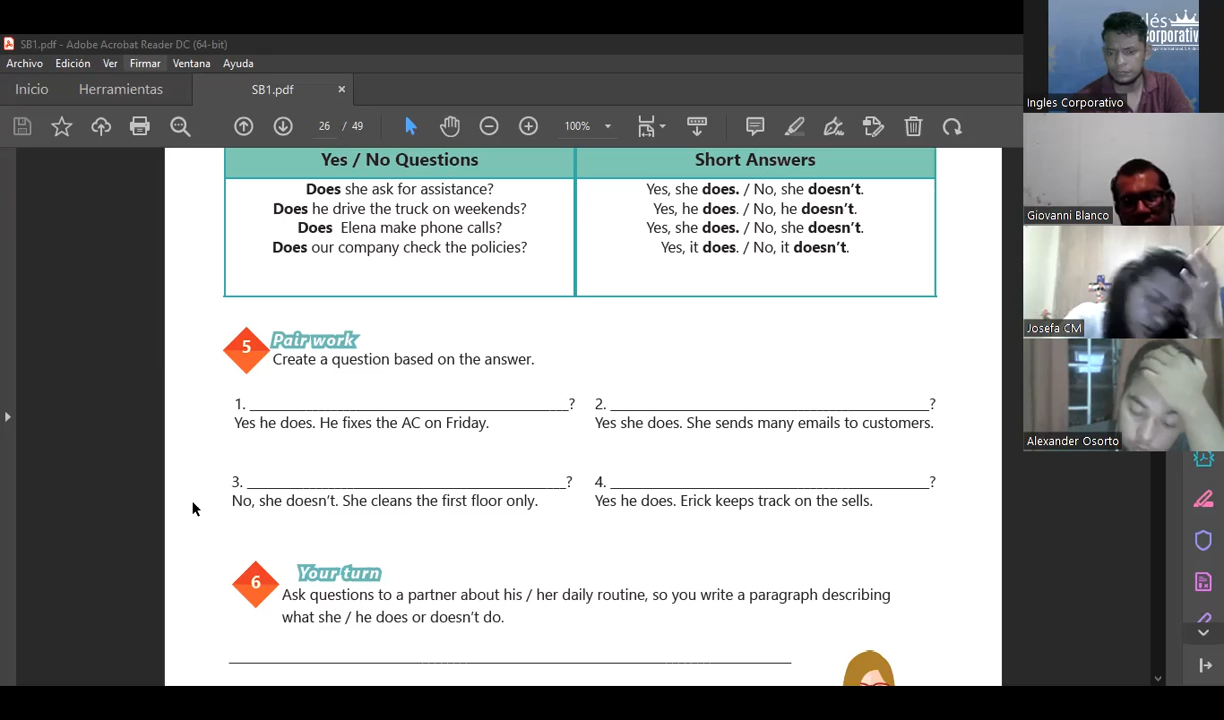 SB1.pdf - Adobe Acrobat Reader DC (64-bit)
Archivo Edición Ver Firmar Ventana Ayuda
Inicio Herramientas SB1.pdf ×
26 / 49 100%
Yes / No Questions Short Answers
Does she ask for assistance? Yes, she does. / No, she doesn't.
Does he drive the truck on weekends? Yes, he does. / No, he doesn't.
Does Elena make phone calls? Yes, she does. / No, she doesn't.
Does our company check the policies? Yes, it does. / No, it doesn't.
5 Pair work
Create a question based on the answer.
1. ______________________________________? 2. ______________________________________?
Yes he does. He fixes the AC on Friday. Yes she does. She sends many emails to customers.
3. ______________________________________? 4. ______________________________________?
No, she doesn't. She cleans the first floor only. Yes he does. Erick keeps track on the sells.
6 Your turn
Ask questions to a partner about his / her daily routine, so you write a paragraph describing
what she / he does or doesn't do.
Ingles Corporativo
Giovanni Blanco
Josefa CM
Alexander Osorto